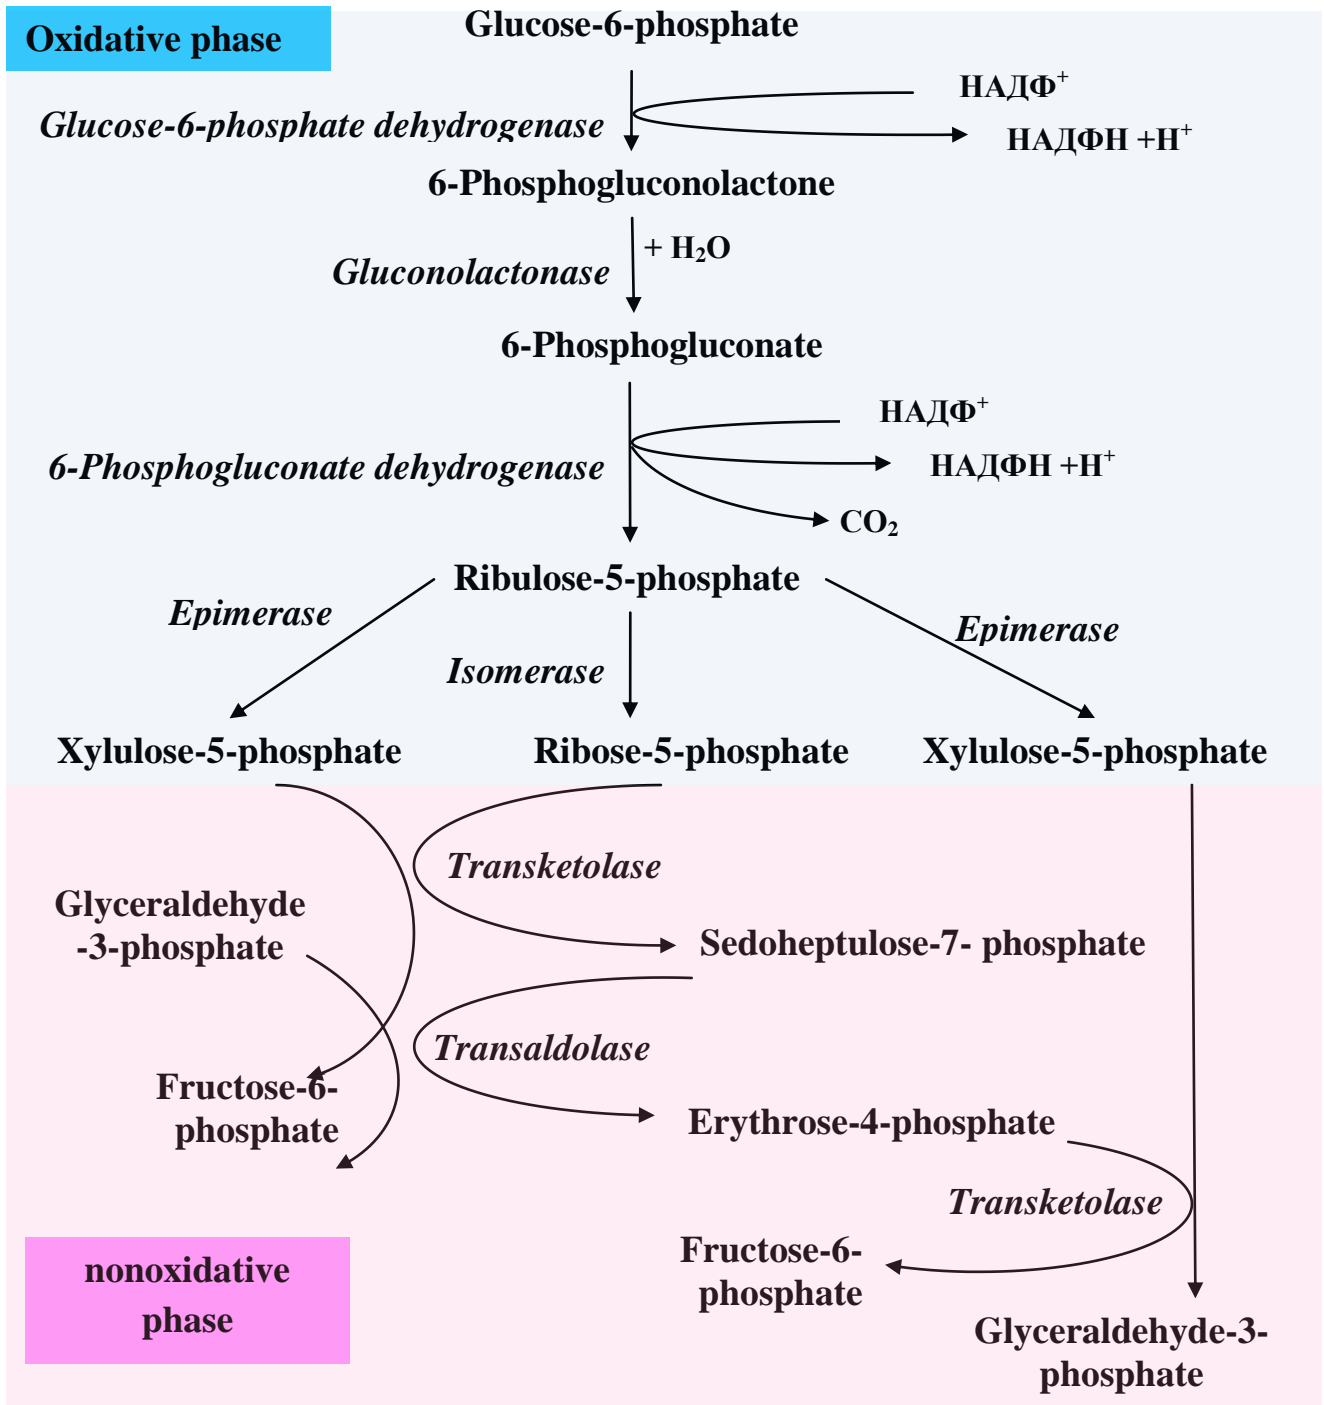 Oxidative phase
Glucose-6-phosphate
НАДФ⁺
Glucose-6-phosphate dehydrogenase
НАДФН +Н⁺
6-Phosphogluconolactone
+ H₂O
Gluconolactonase
6-Phosphogluconate
НАДФ⁺
6-Phosphogluconate dehydrogenase
НАДФН +Н⁺
CO₂
Ribulose-5-phosphate
Epimerase
Epimerase
Isomerase
Xylulose-5-phosphate
Ribose-5-phosphate
Xylulose-5-phosphate
Transketolase
Glyceraldehyde
-3-phosphate
Sedoheptulose-7- phosphate
Transaldolase
Fructose-6-
phosphate
Erythrose-4-phosphate
Transketolase
Fructose-6-
phosphate
nonoxidative
phase
Glyceraldehyde-3-
phosphate